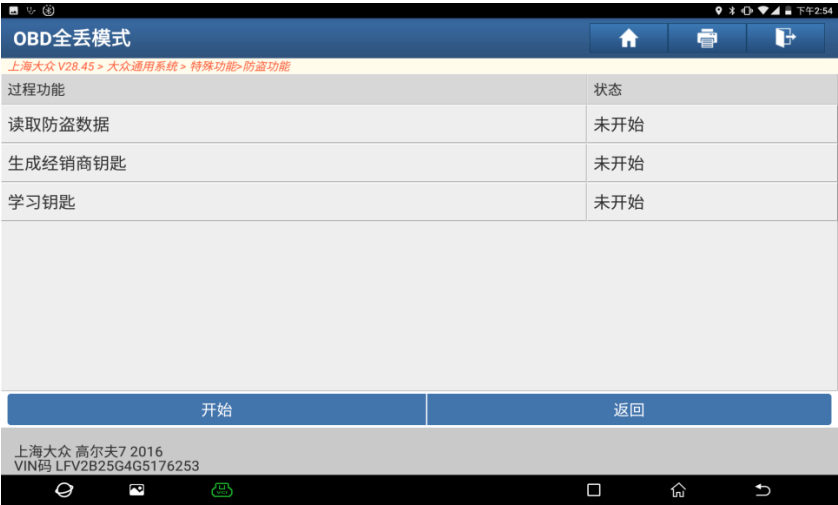 下午2:54
OBD全丢模式
上海大众 V28.45 > 大众通用系统 > 特殊功能>防盗功能
过程功能 状态
读取防盗数据 未开始
生成经销商钥匙 未开始
学习钥匙 未开始
开始 返回
上海大众 高尔夫7 2016
VIN码 LFV2B25G4G5176253
VCI